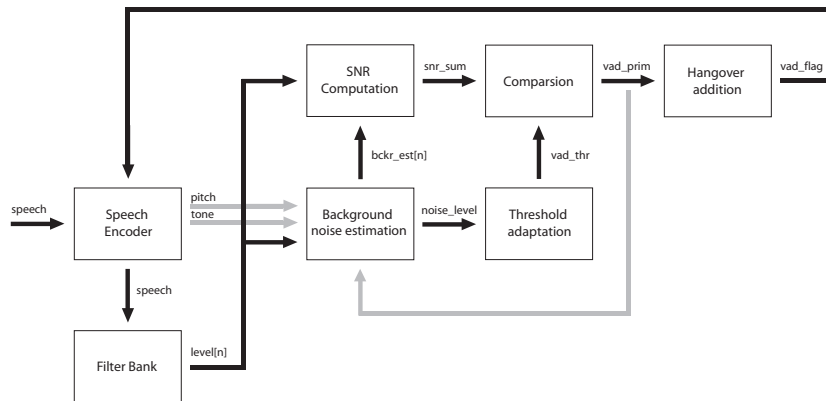 SNR
Computation
snr_sum
Comparsion
vad_prim
Hangover
addition
vad_flag
bckr_est[n]
vad_thr
speech
Speech
Encoder
pitch
tone
Background
noise estimation
noise_level
Threshold
adaptation
speech
Filter Bank
level[n]